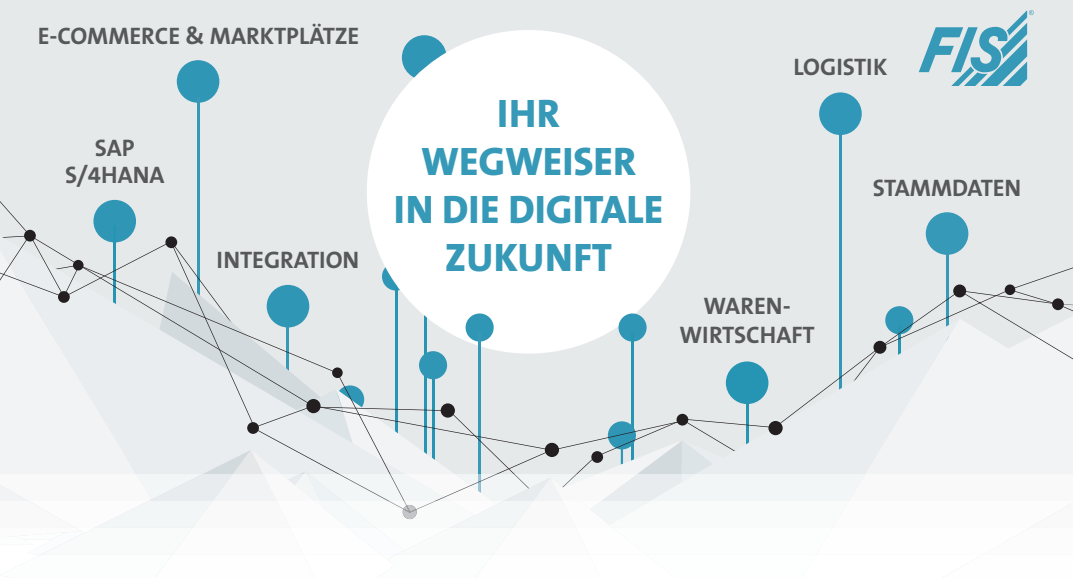 E-COMMERCE & MARKTPLÄTZE
FIS®
LOGISTIK
IHR
WEGWEISER
IN DIE DIGITALE
ZUKUNFT
SAP
S/4HANA
STAMMDATEN
INTEGRATION
WAREN-
WIRTSCHAFT